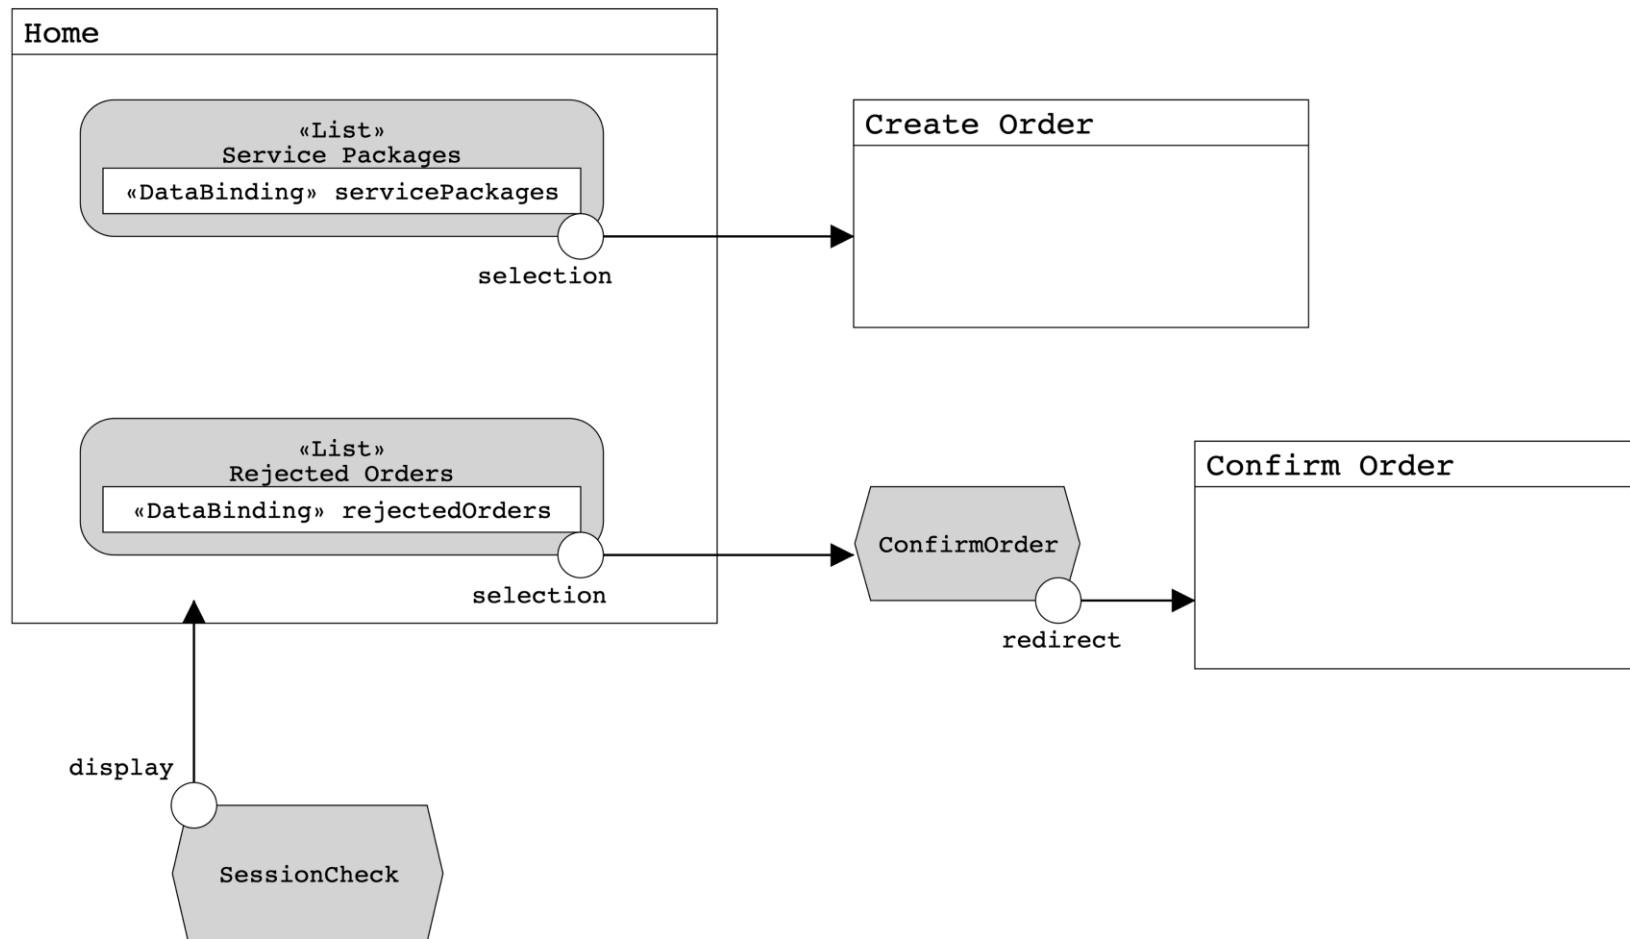 Home
«List»
Service Packages
«DataBinding» servicePackages
selection
Create Order
«List»
Rejected Orders
«DataBinding» rejectedOrders
selection
ConfirmOrder
redirect
Confirm Order
display
SessionCheck